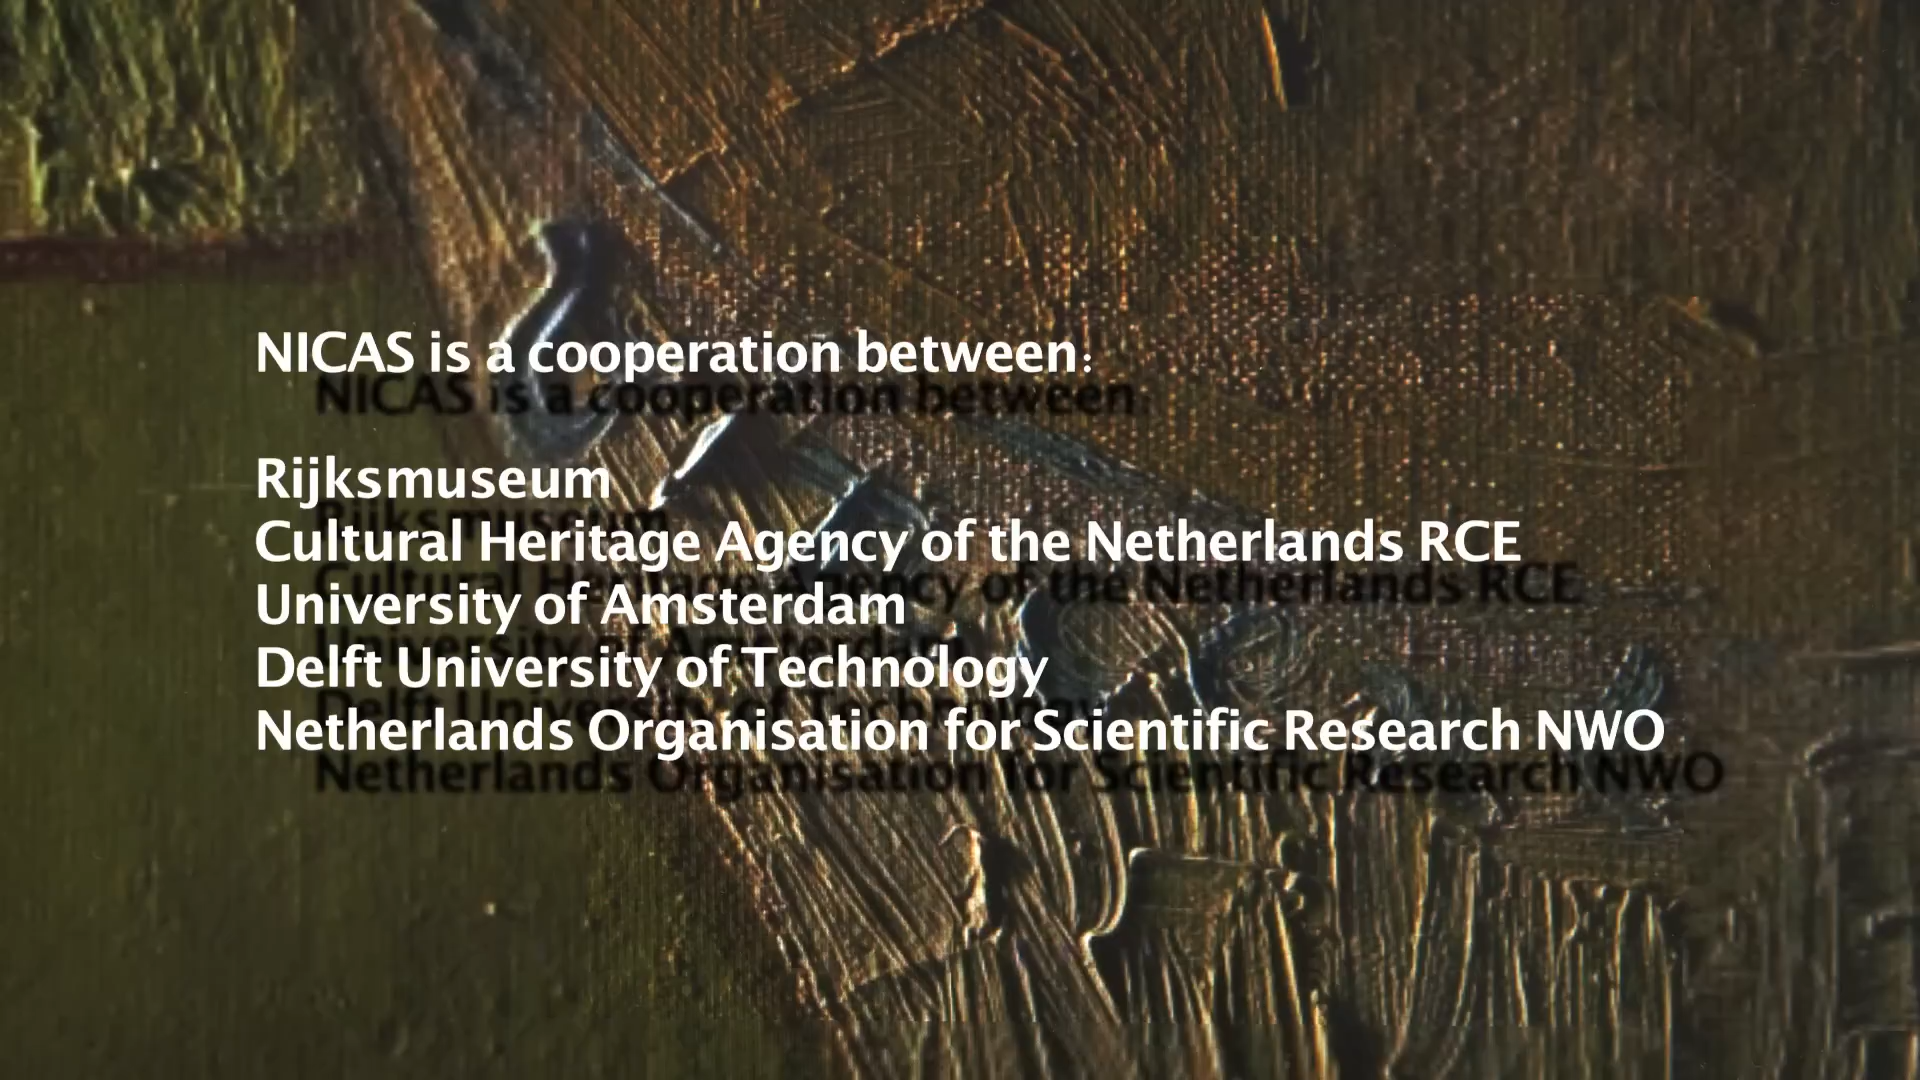 NICAS is a cooperation between:
Rijksmuseum
Cultural Heritage Agency of the Netherlands RCE
University of Amsterdam
Delft University of Technology
Netherlands Organisation for Scientific Research NWO